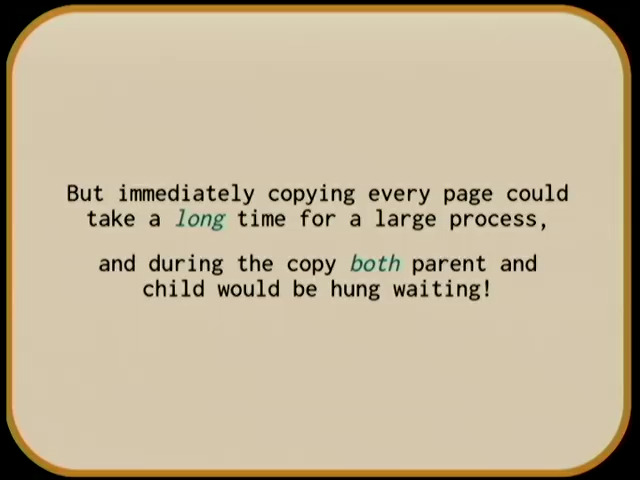 But immediately copying every page could
take a long time for a large process,
and during the copy both parent and
child would be hung waiting!